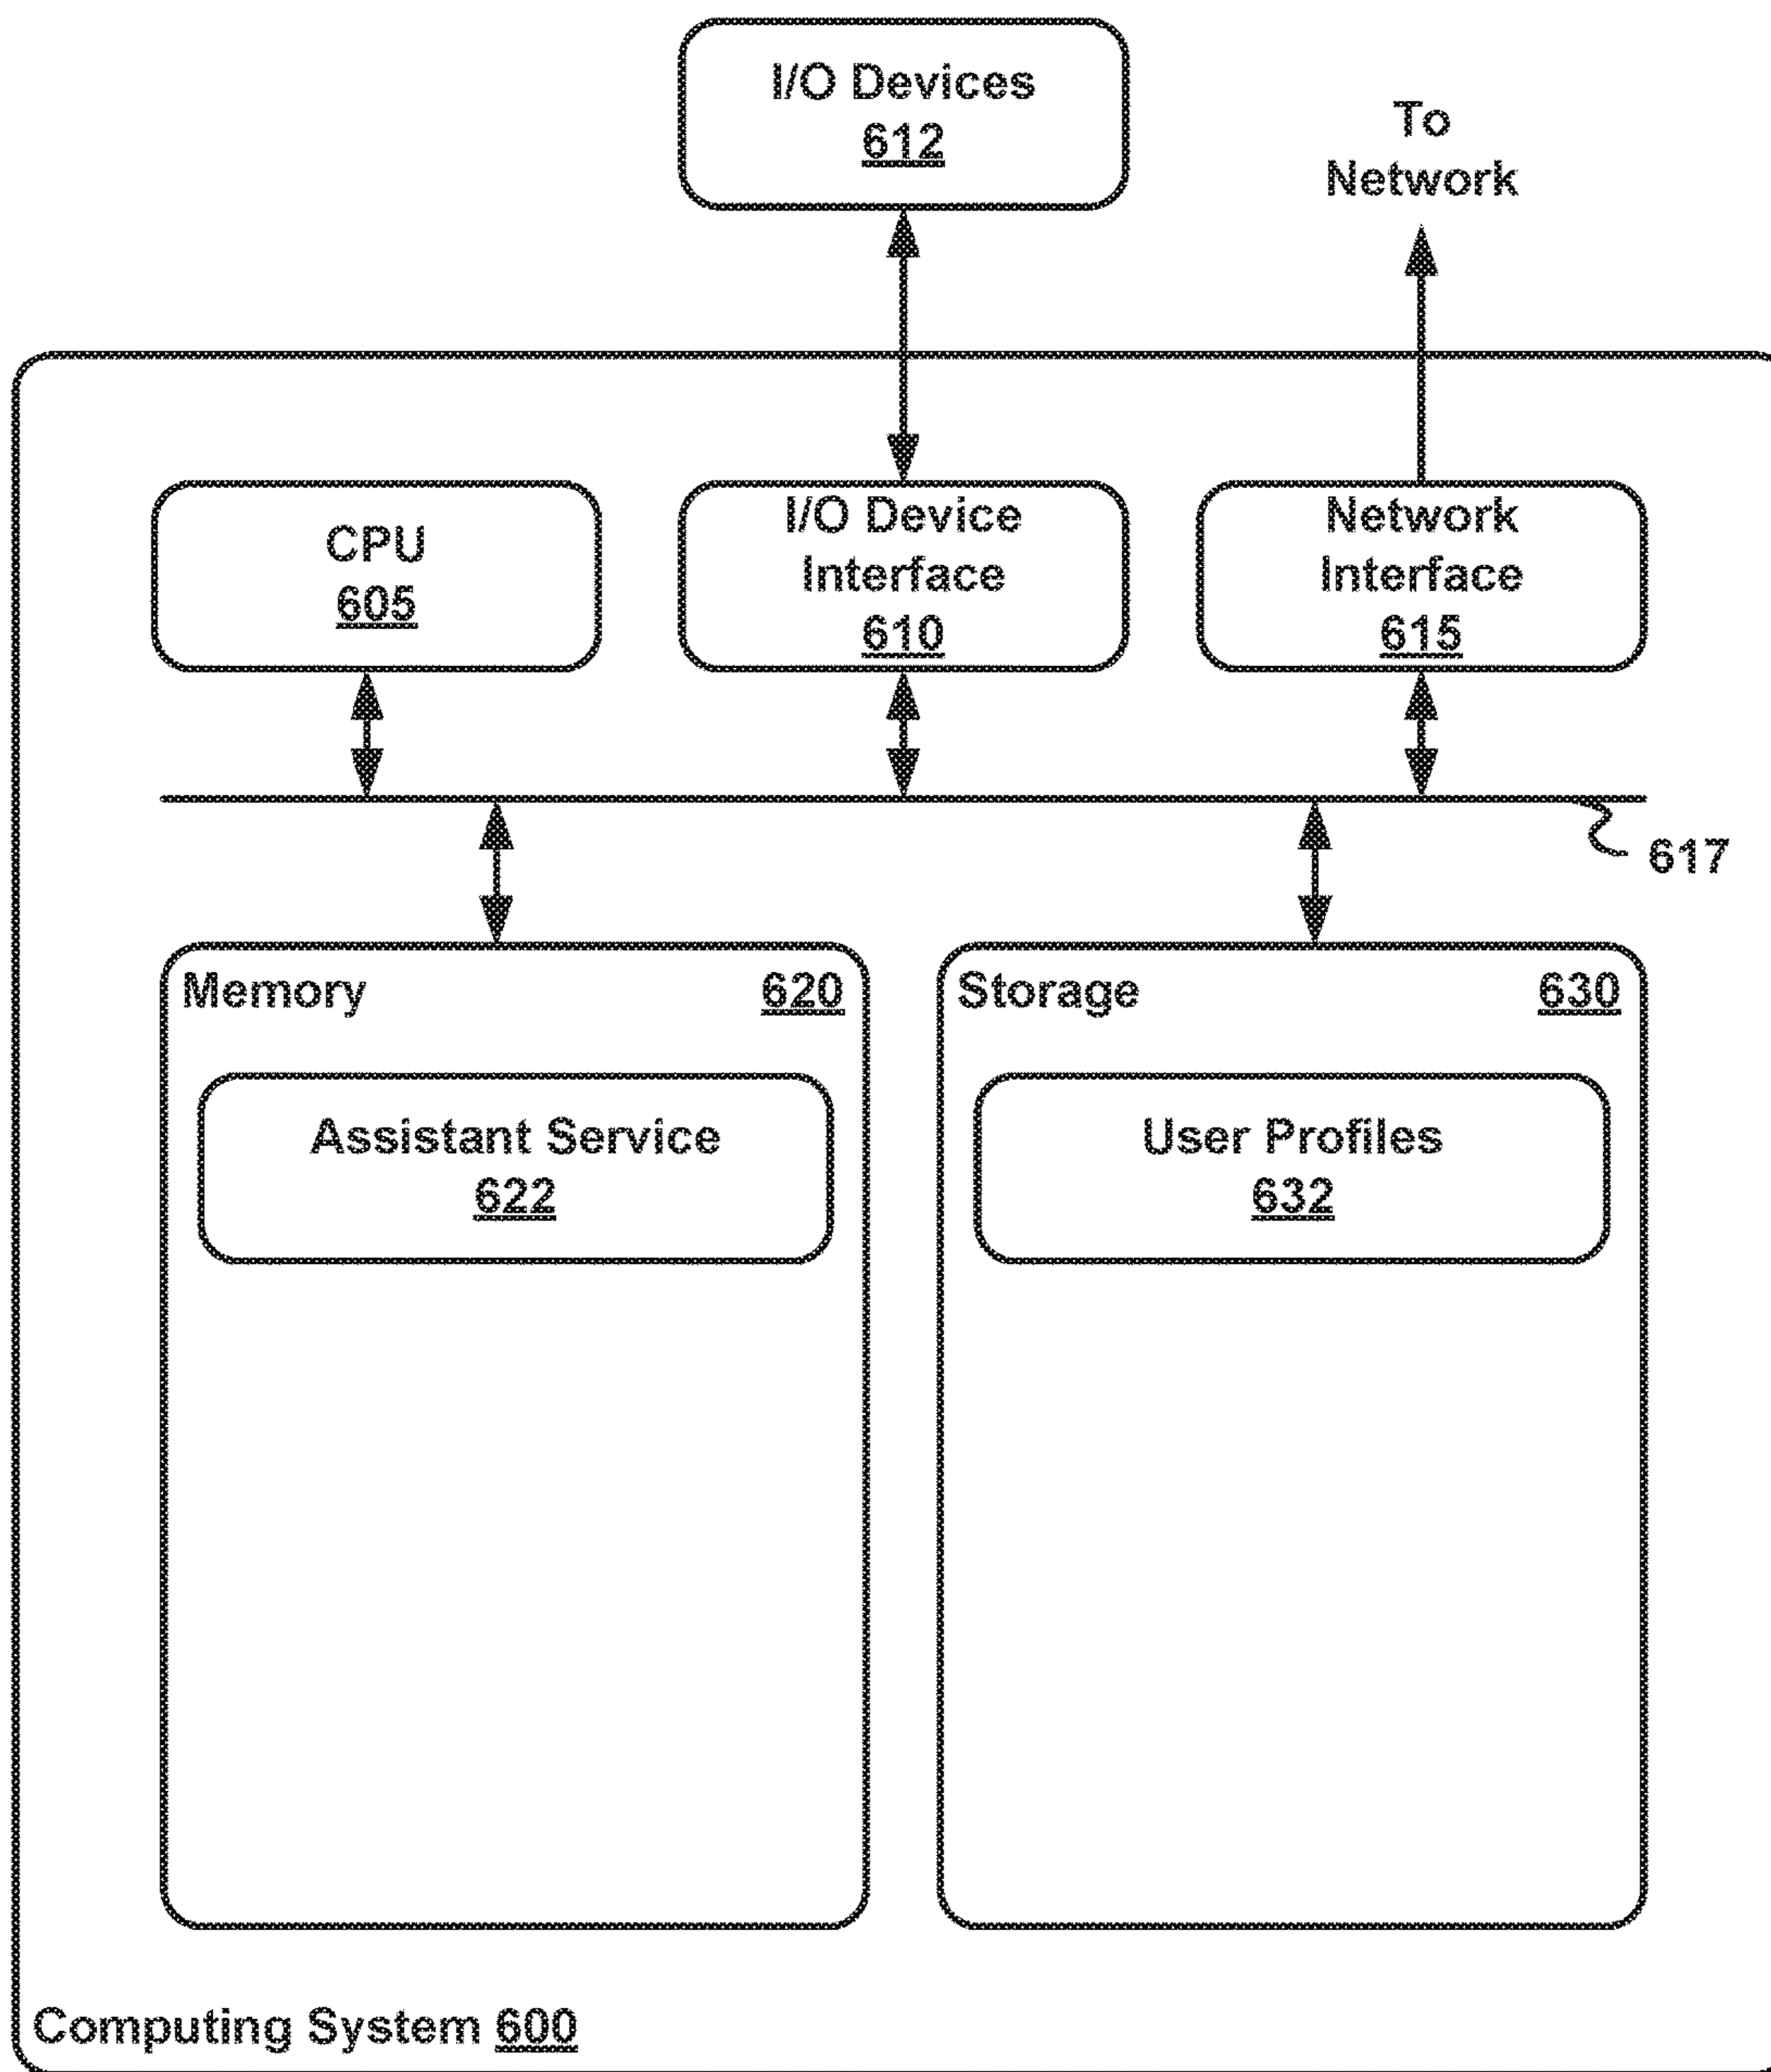 I/O Devices
612
To
Network
CPU
605
I/O Device
Interface
610
Network
Interface
615
617
Memory 620
Assistant Service
622
Storage 630
User Profiles
632
Computing System 600